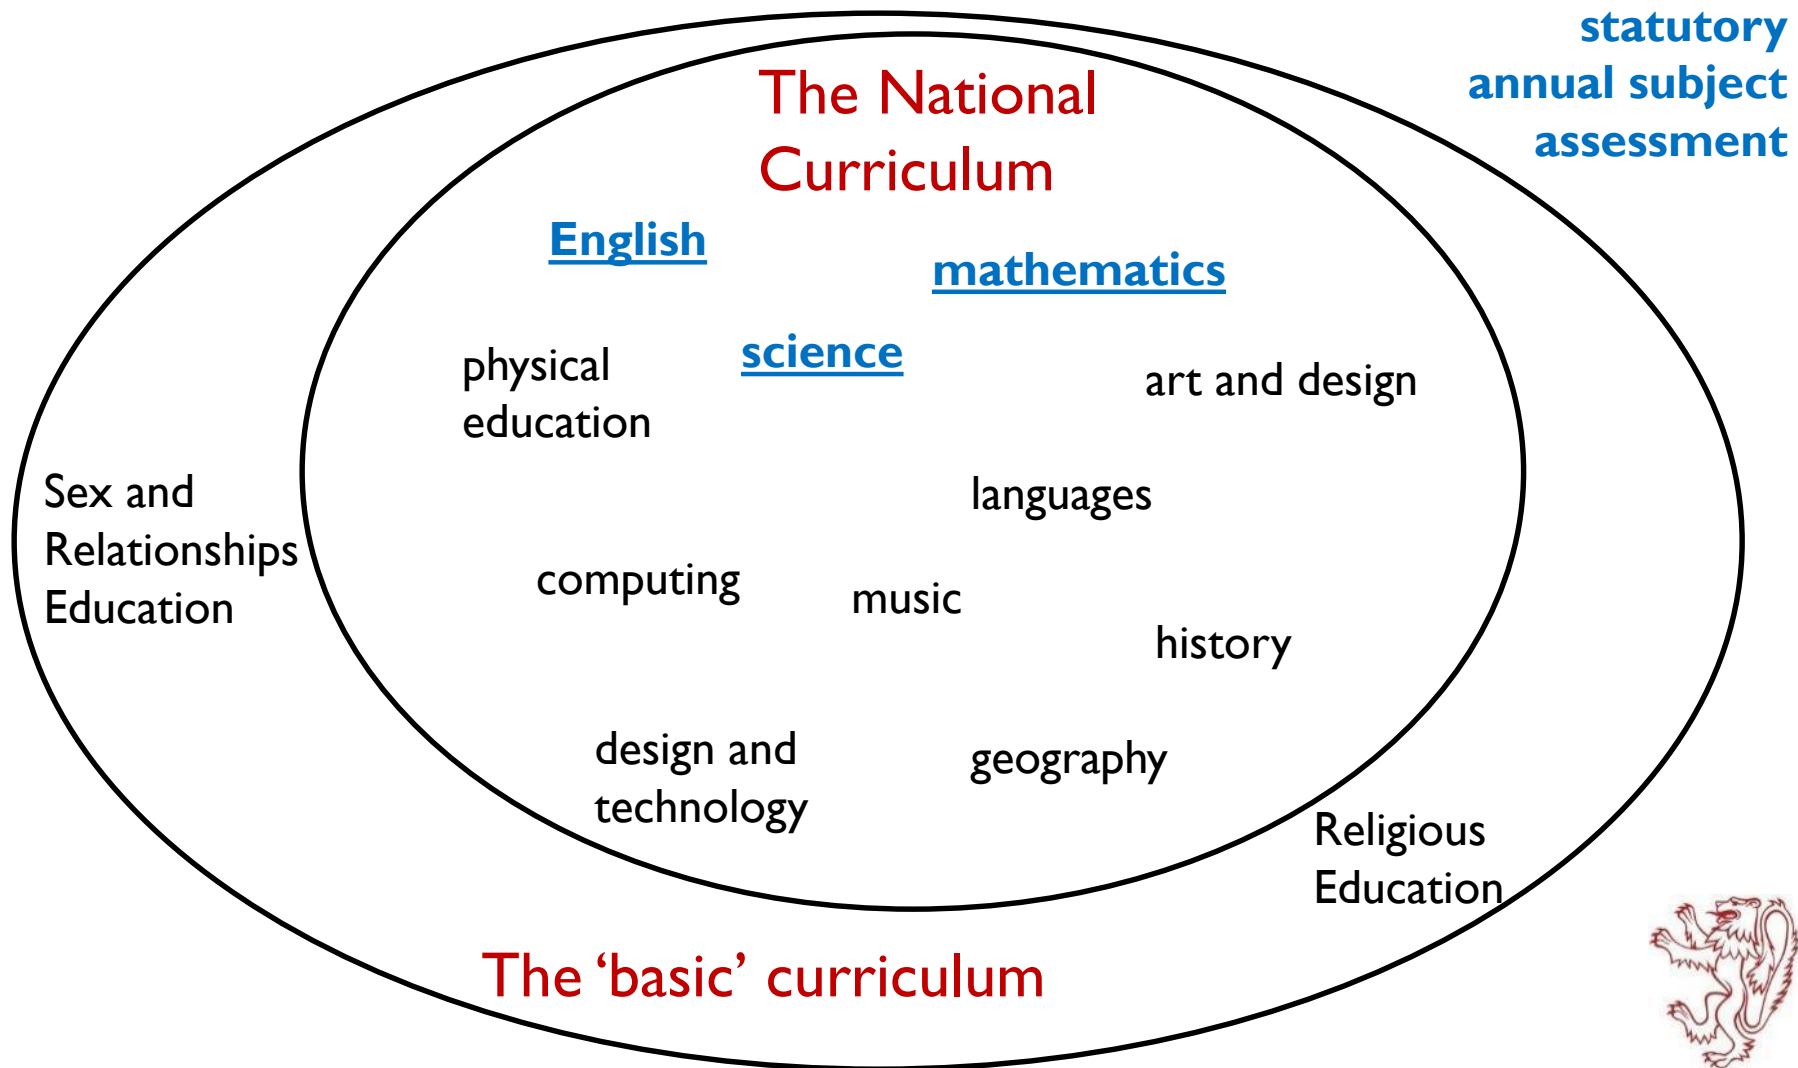 statutory
annual subject
assessment
The National
Curriculum
English
mathematics
science
physical
education
art and design
Sex and
Relationships
Education
languages
computing
music
history
design and
technology
geography
Religious
Education
The ‘basic’ curriculum